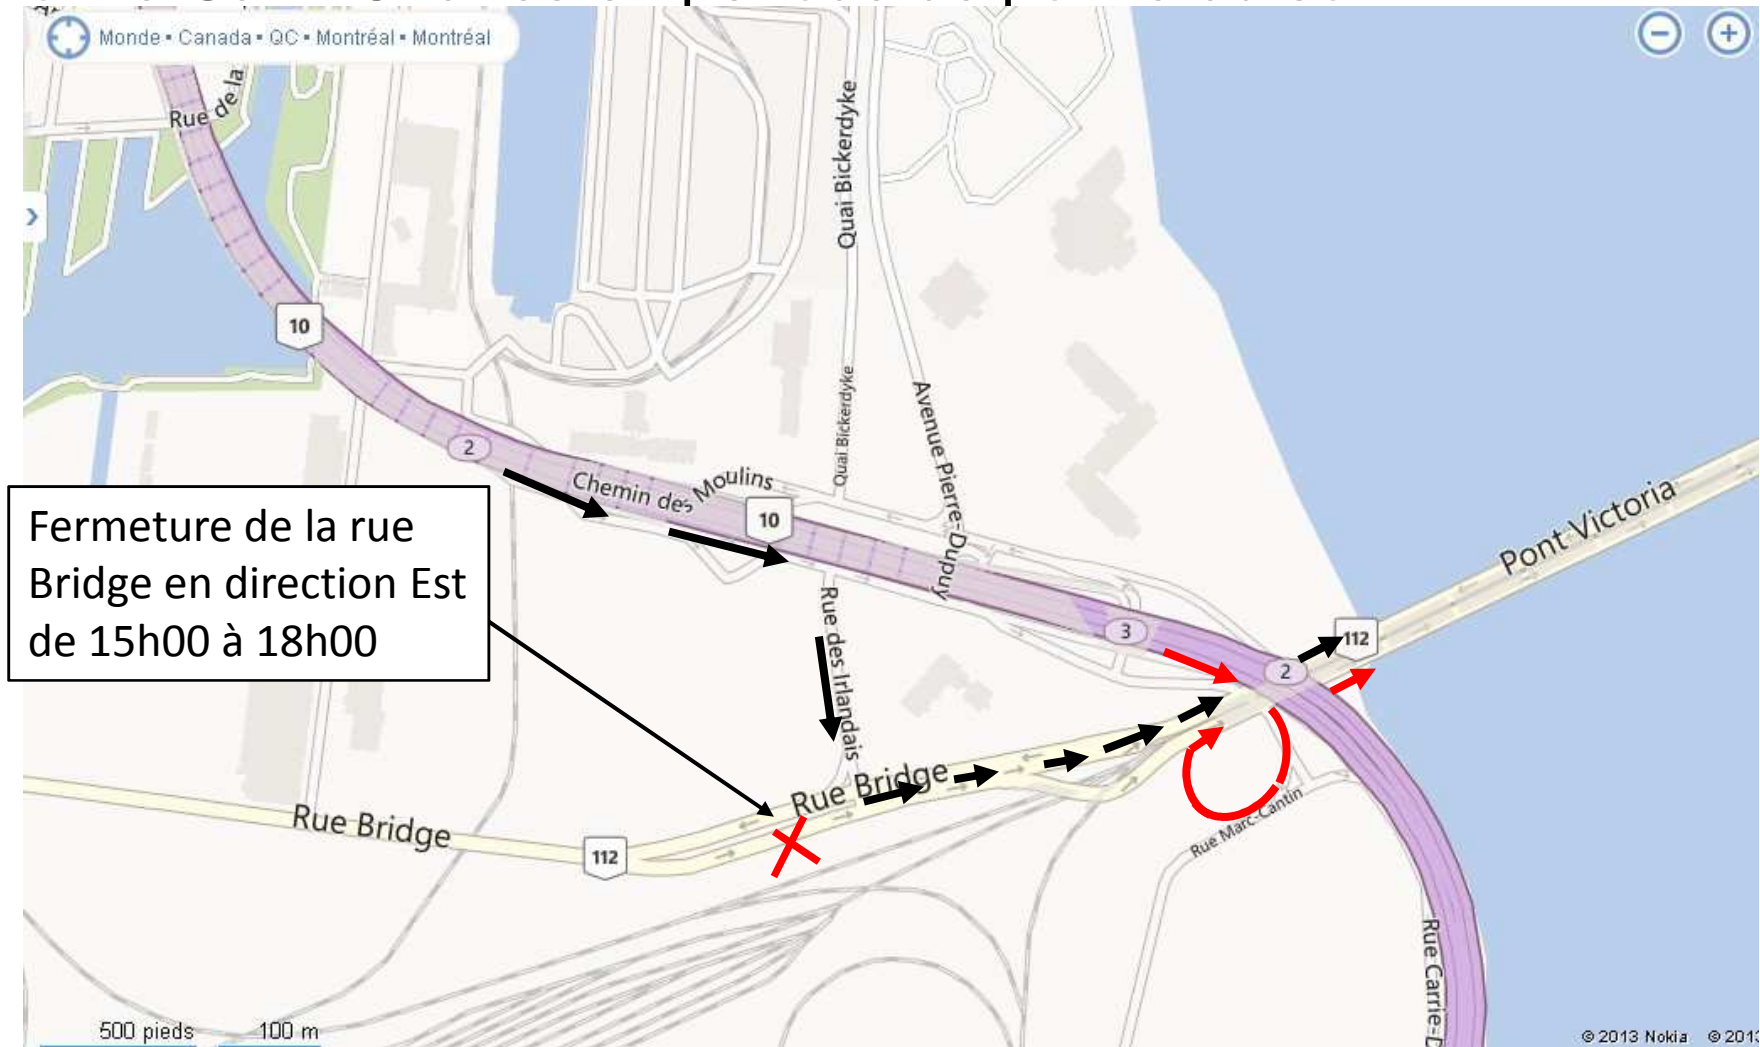 Monde ▪ Canada ▪ QC ▪ Montréal ▪ Montréal
Rue de la
Quai Bickerdyke
10
Quai Bickerdyke
Avenue Pierre-Dupuy
2
Chemin des Moulins
10
Pont Victoria
Fermeture de la rue
Bridge en direction Est
de 15h00 à 18h00
Rue des Irlandais
3
112
2
Rue Bridge
Rue Bridge
112
Rue Marc-Cantin
Rue Carrie-D
500 pieds
100 m
© 2013 Nokia
© 201